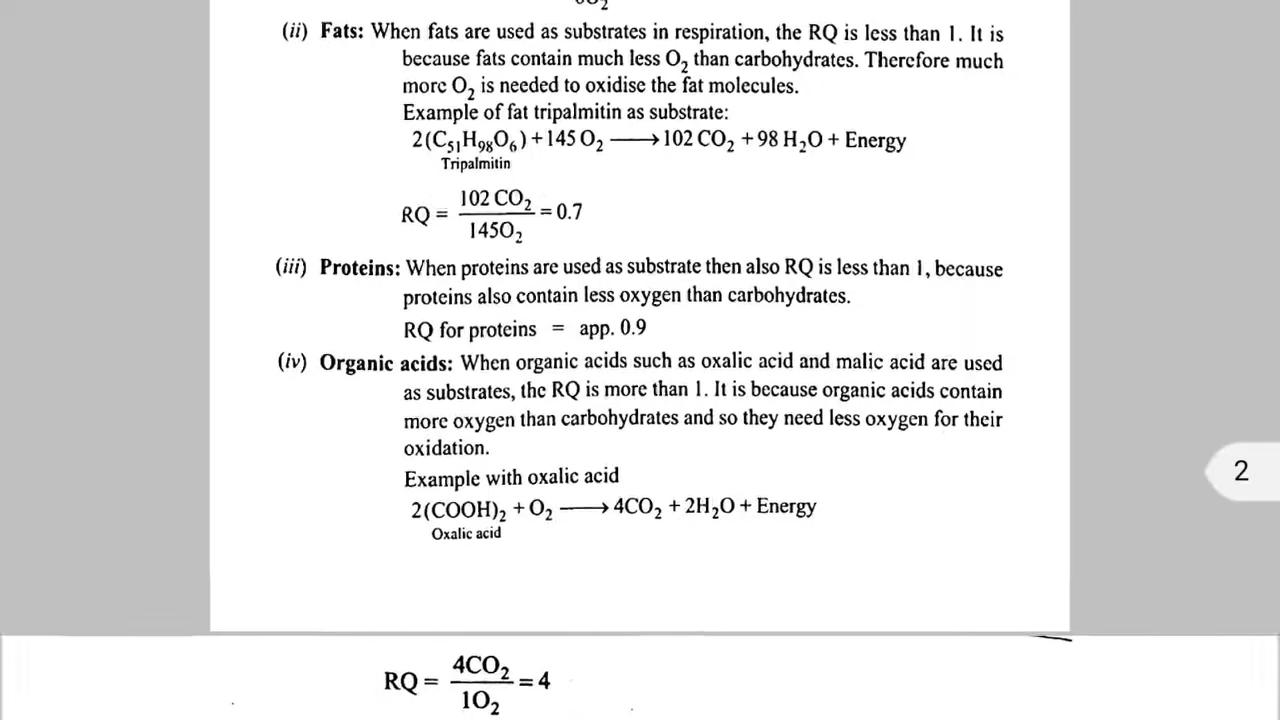 (ii) Fats: When fats are used as substrates in respiration, the RQ is less than 1. It is
because fats contain much less O₂ than carbohydrates. Therefore much
more O₂ is needed to oxidise the fat molecules.
Example of fat tripalmitin as substrate:
2(C₅₁H₉₈O₆) + 145 O₂ ⟶ 102 CO₂ + 98 H₂O + Energy
Tripalmitin
RQ = 102 CO₂ / 145O₂ = 0.7
(iii) Proteins: When proteins are used as substrate then also RQ is less than 1, because
proteins also contain less oxygen than carbohydrates.
RQ for proteins = app. 0.9
(iv) Organic acids: When organic acids such as oxalic acid and malic acid are used
as substrates, the RQ is more than 1. It is because organic acids contain
more oxygen than carbohydrates and so they need less oxygen for their
oxidation.
Example with oxalic acid
2(COOH)₂ + O₂ ⟶ 4CO₂ + 2H₂O + Energy
Oxalic acid
2
RQ = 4CO₂ / 1O₂ = 4